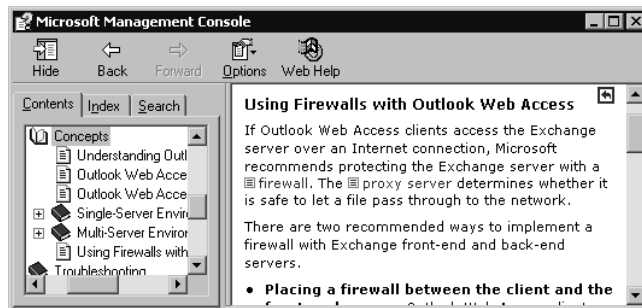 Microsoft Management Console
Hide Back Forward Options Web Help
Contents Index Search
Concepts
Understanding Outl
Outlook Web Acce
Outlook Web Acce
Single-Server Envir
Multi-Server Enviror
Using Firewalls with
Troubleshooting
Using Firewalls with Outlook Web Access
If Outlook Web Access clients access the Exchange
server over an Internet connection, Microsoft
recommends protecting the Exchange server with a
firewall. The proxy server determines whether it
is safe to let a file pass through to the network.
There are two recommended ways to implement a
firewall with Exchange front-end and back-end
servers.
• Placing a firewall between the client and the